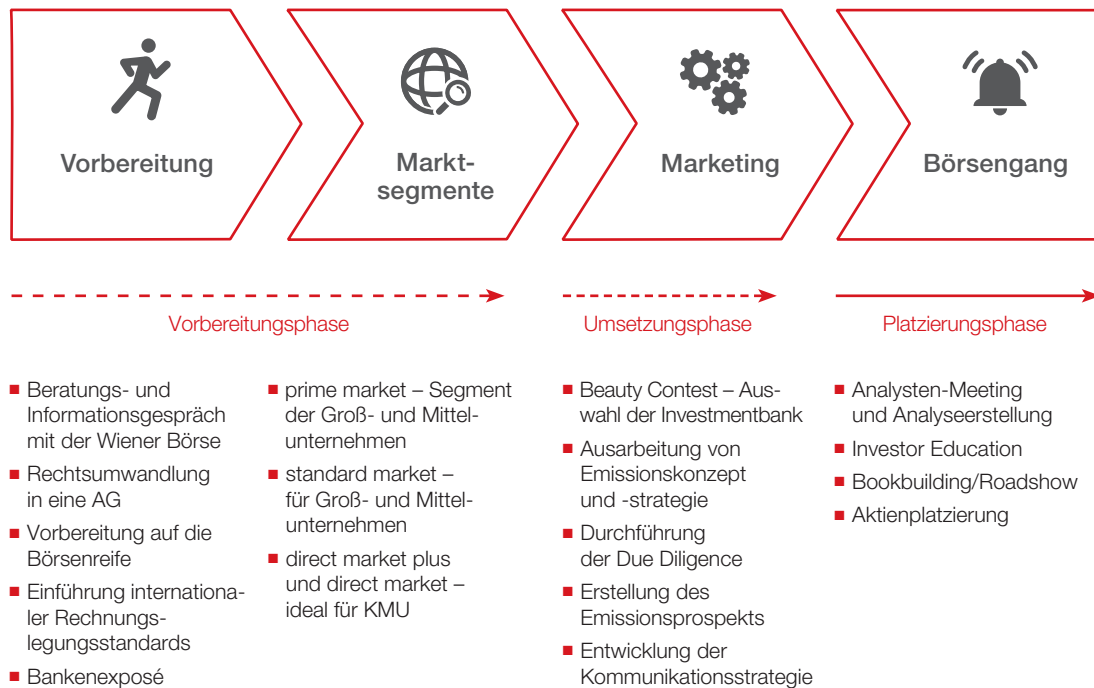 Vorbereitung
Markt-
segmente
Marketing
Börsengang
Vorbereitungsphase
Umsetzungsphase
Platzierungsphase
Beratungs- und
Informationsgespräch
mit der Wiener Börse
Rechtsumwandlung
in eine AG
Vorbereitung auf die
Börsenreife
Einführung internationa-
ler Rechnungs-
legungsstandards
Bankenexposé
prime market – Segment
der Groß- und Mittel-
unternehmen
standard market –
für Groß- und Mittel-
unternehmen
direct market plus
und direct market –
ideal für KMU
Beauty Contest – Aus-
wahl der Investmentbank
Ausarbeitung von
Emissionskonzept
und -strategie
Durchführung
der Due Diligence
Erstellung des
Emissionsprospekts
Entwicklung der
Kommunikationsstrategie
Analysten-Meeting
und Analyseerstellung
Investor Education
Bookbuilding/Roadshow
Aktienplatzierung